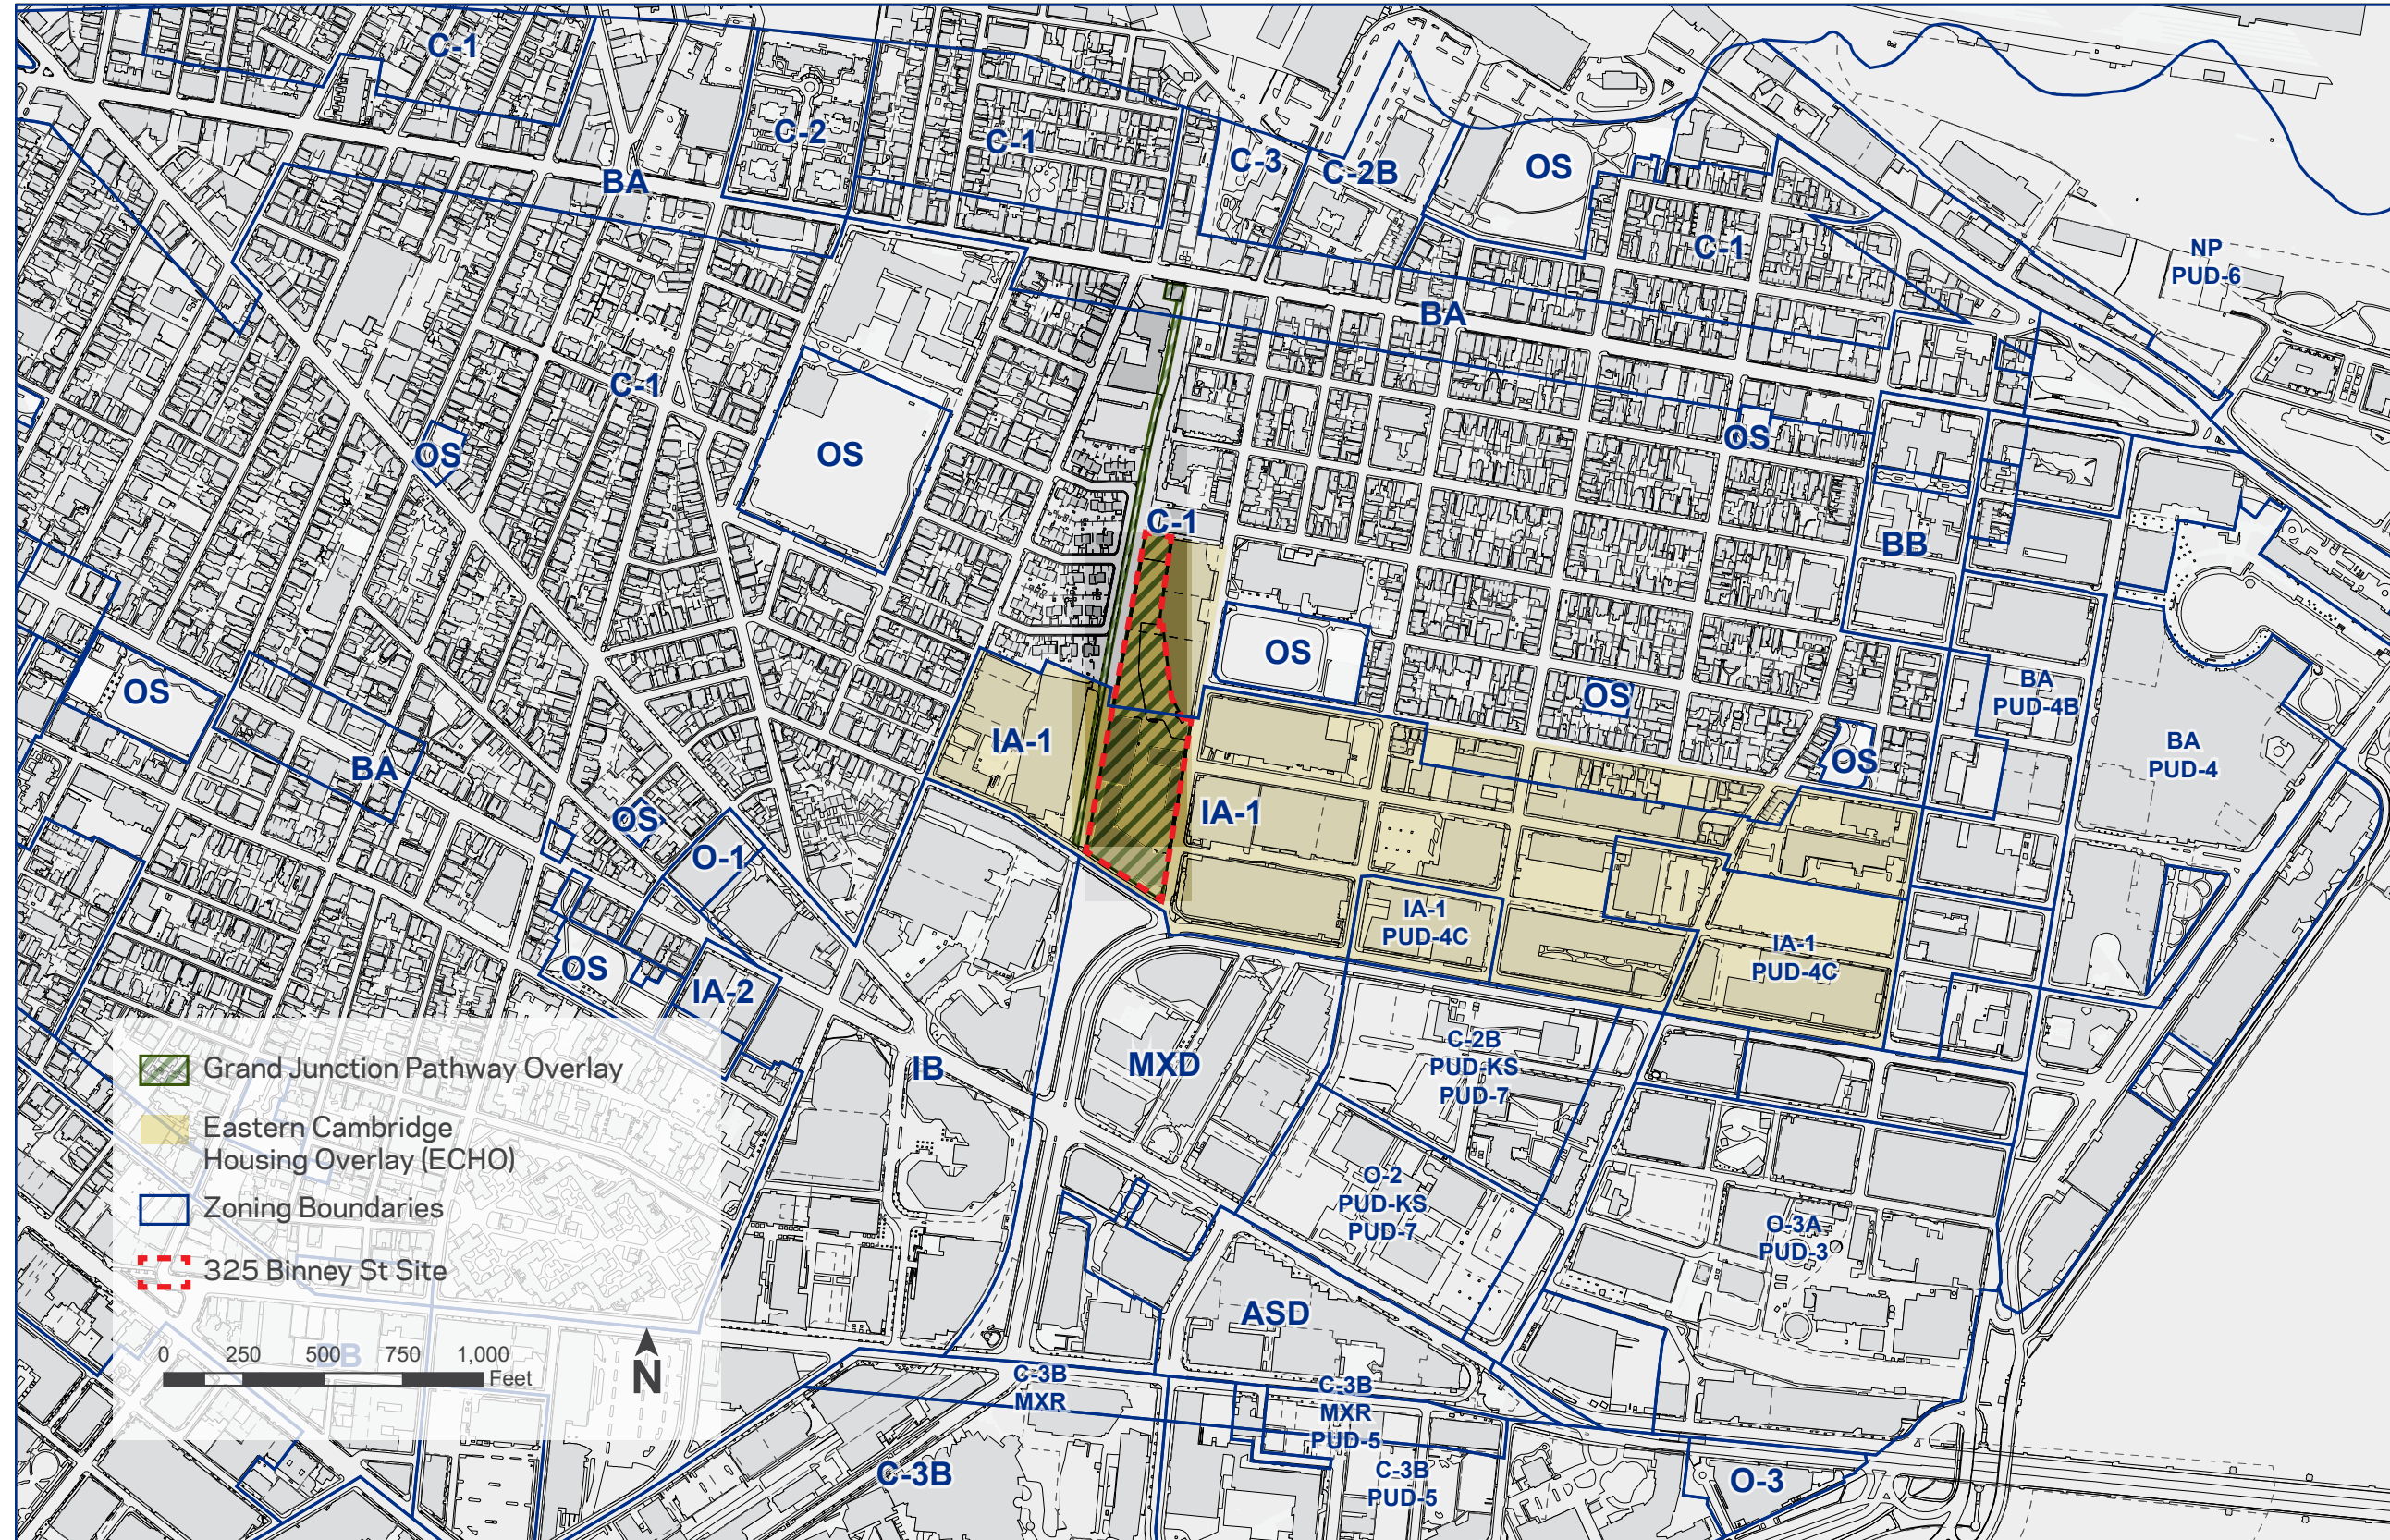 C-1
C-2
C-1
C-3
C-2B
OS
BA
C-1
NP
PUD-6
BA
C-1
OS
OS
OS
C-1
BB
OS
OS
OS
BA
PUD-4B
IA-1
BA
PUD-4
OS
BA
OS
IA-1
O-1
IA-1
PUD-4C
IA-1
PUD-4C
OS
IA-2
IB
MXD
C-2B
PUD-KS
PUD-7
O-2
PUD-KS
PUD-7
O-3A
PUD-3
ASD
C-3B
MXR
C-3B
MXR
PUD-5
C-3B
C-3B
PUD-5
O-3
Grand Junction Pathway Overlay
Eastern Cambridge
Housing Overlay (ECHO)
Zoning Boundaries
325 Binney St Site
BB
0 250 500 750 1,000
Feet
N